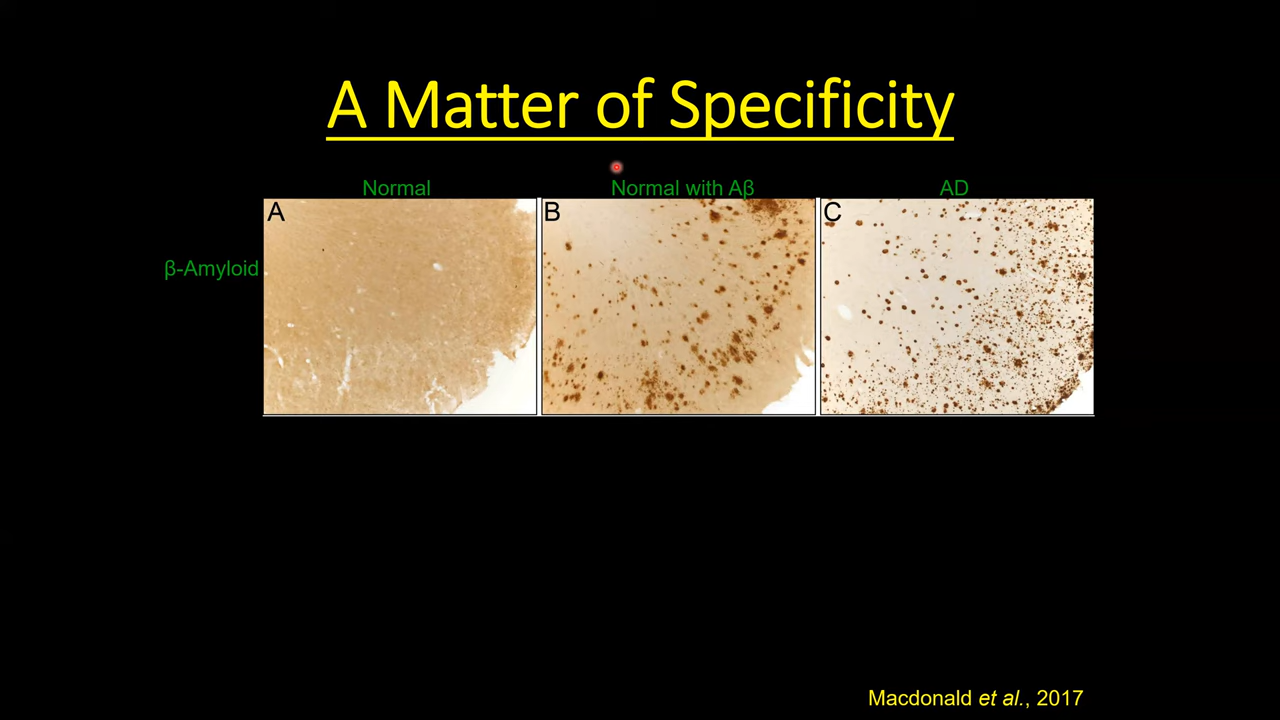 A Matter of Specificity
Normal Normal with Aβ AD
A B C
β-Amyloid
Macdonald et al., 2017